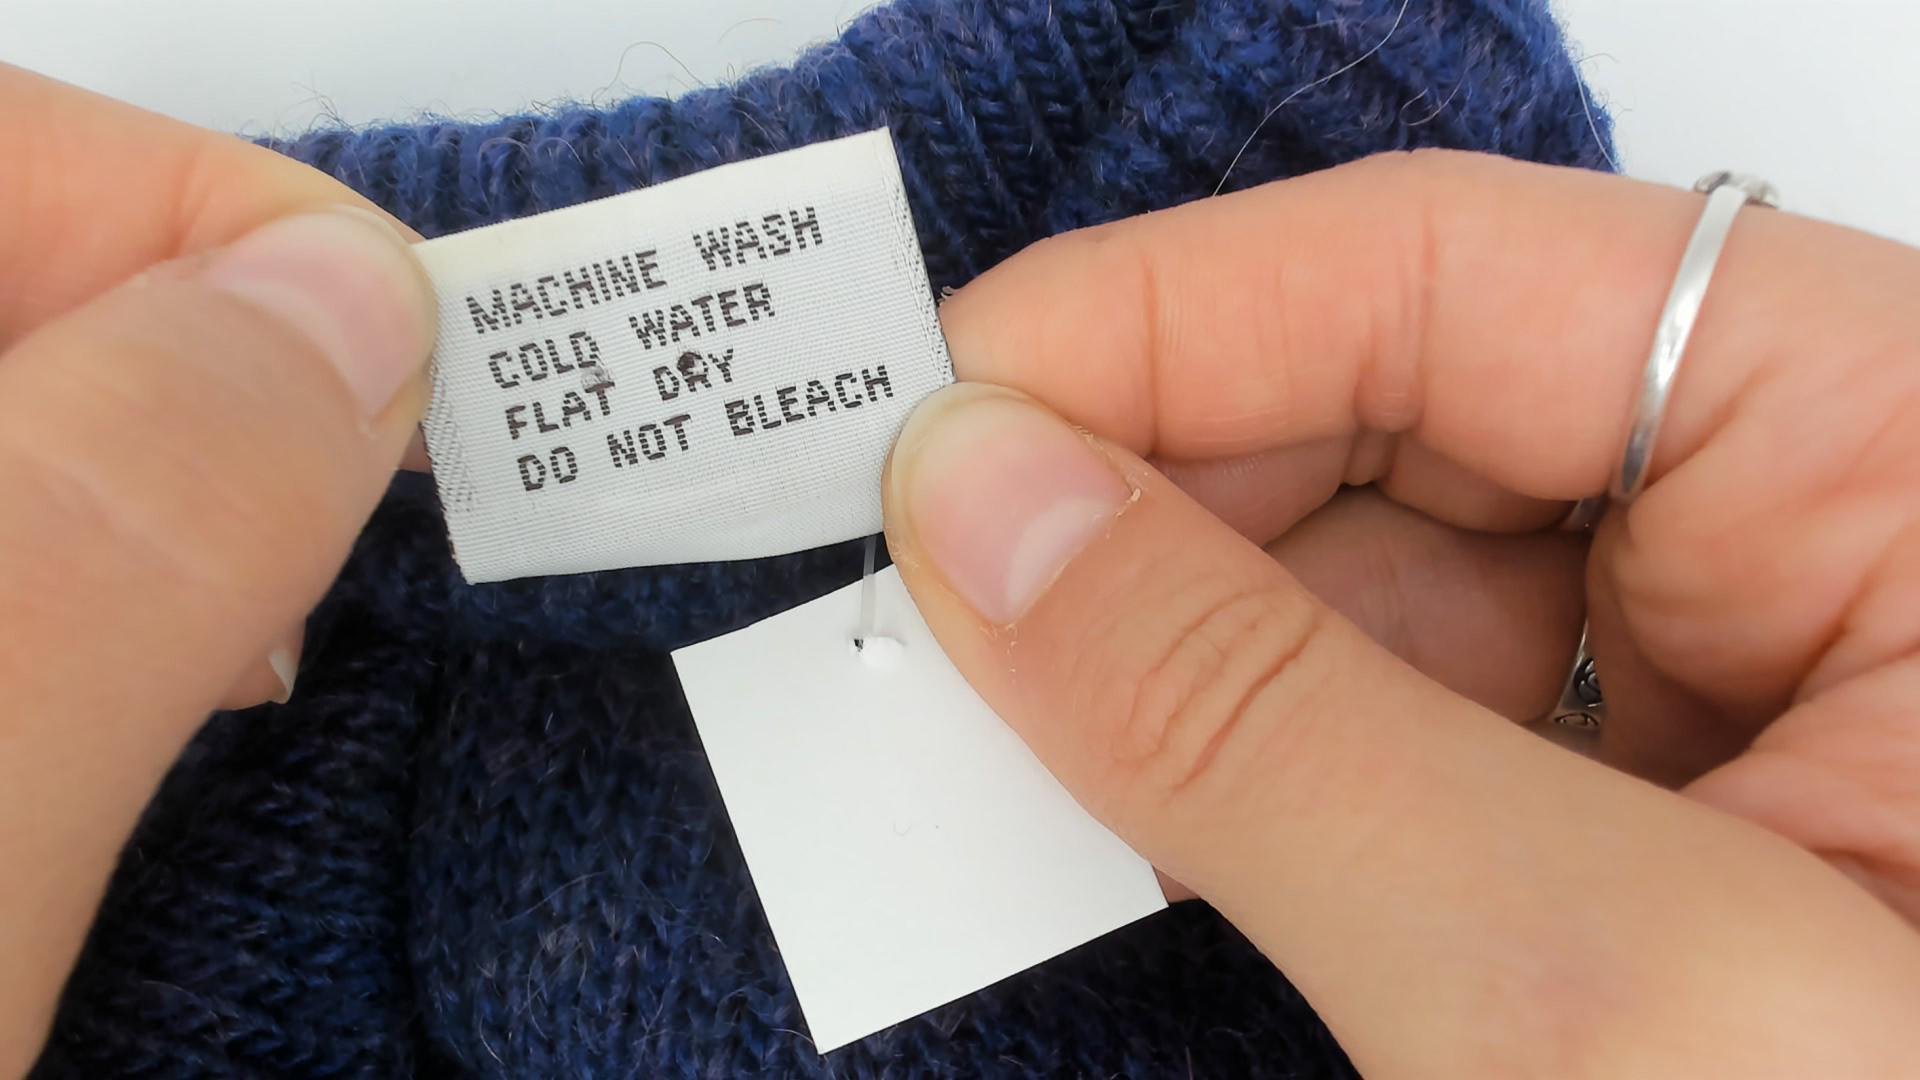 MACHINE WASH
COLD WATER
FLAT DRY
DO NOT BLEACH